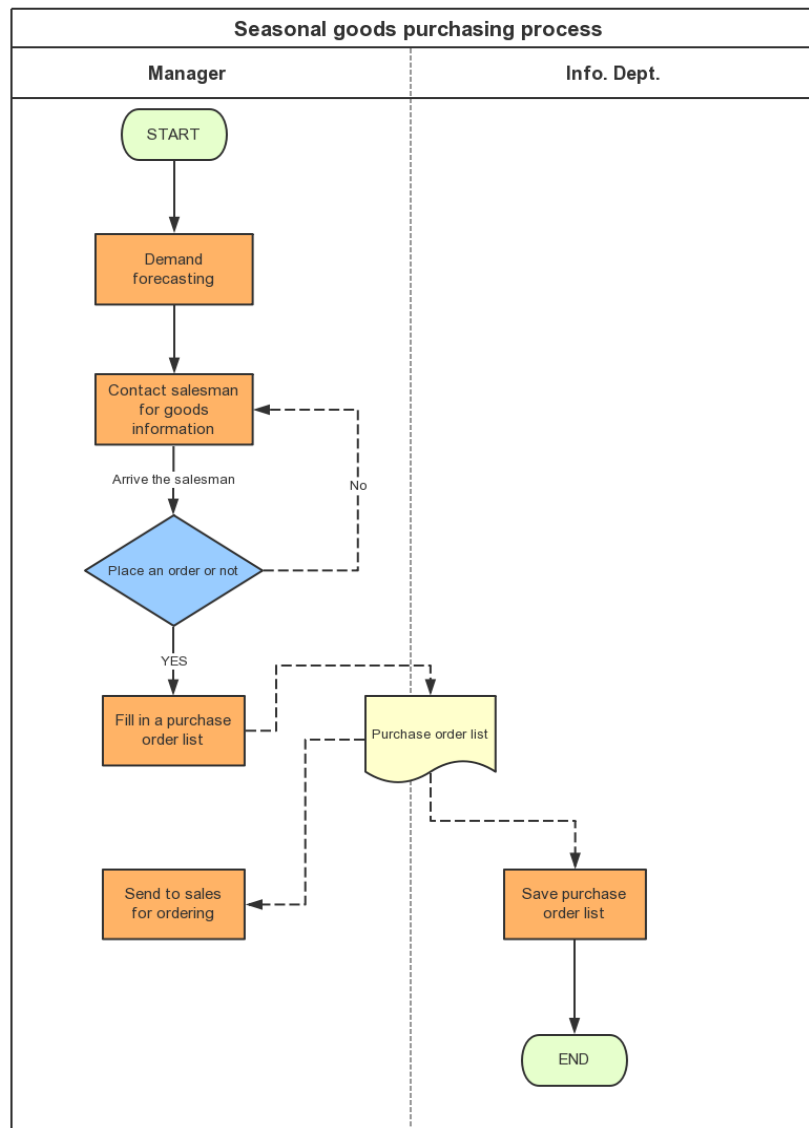 Seasonal goods purchasing process
Manager
Info. Dept.
START
Demand
forecasting
Contact salesman
for goods
information
Arrive the salesman
No
Place an order or not
YES
Fill in a purchase
order list
Purchase order list
Send to sales
for ordering
Save purchase
order list
END